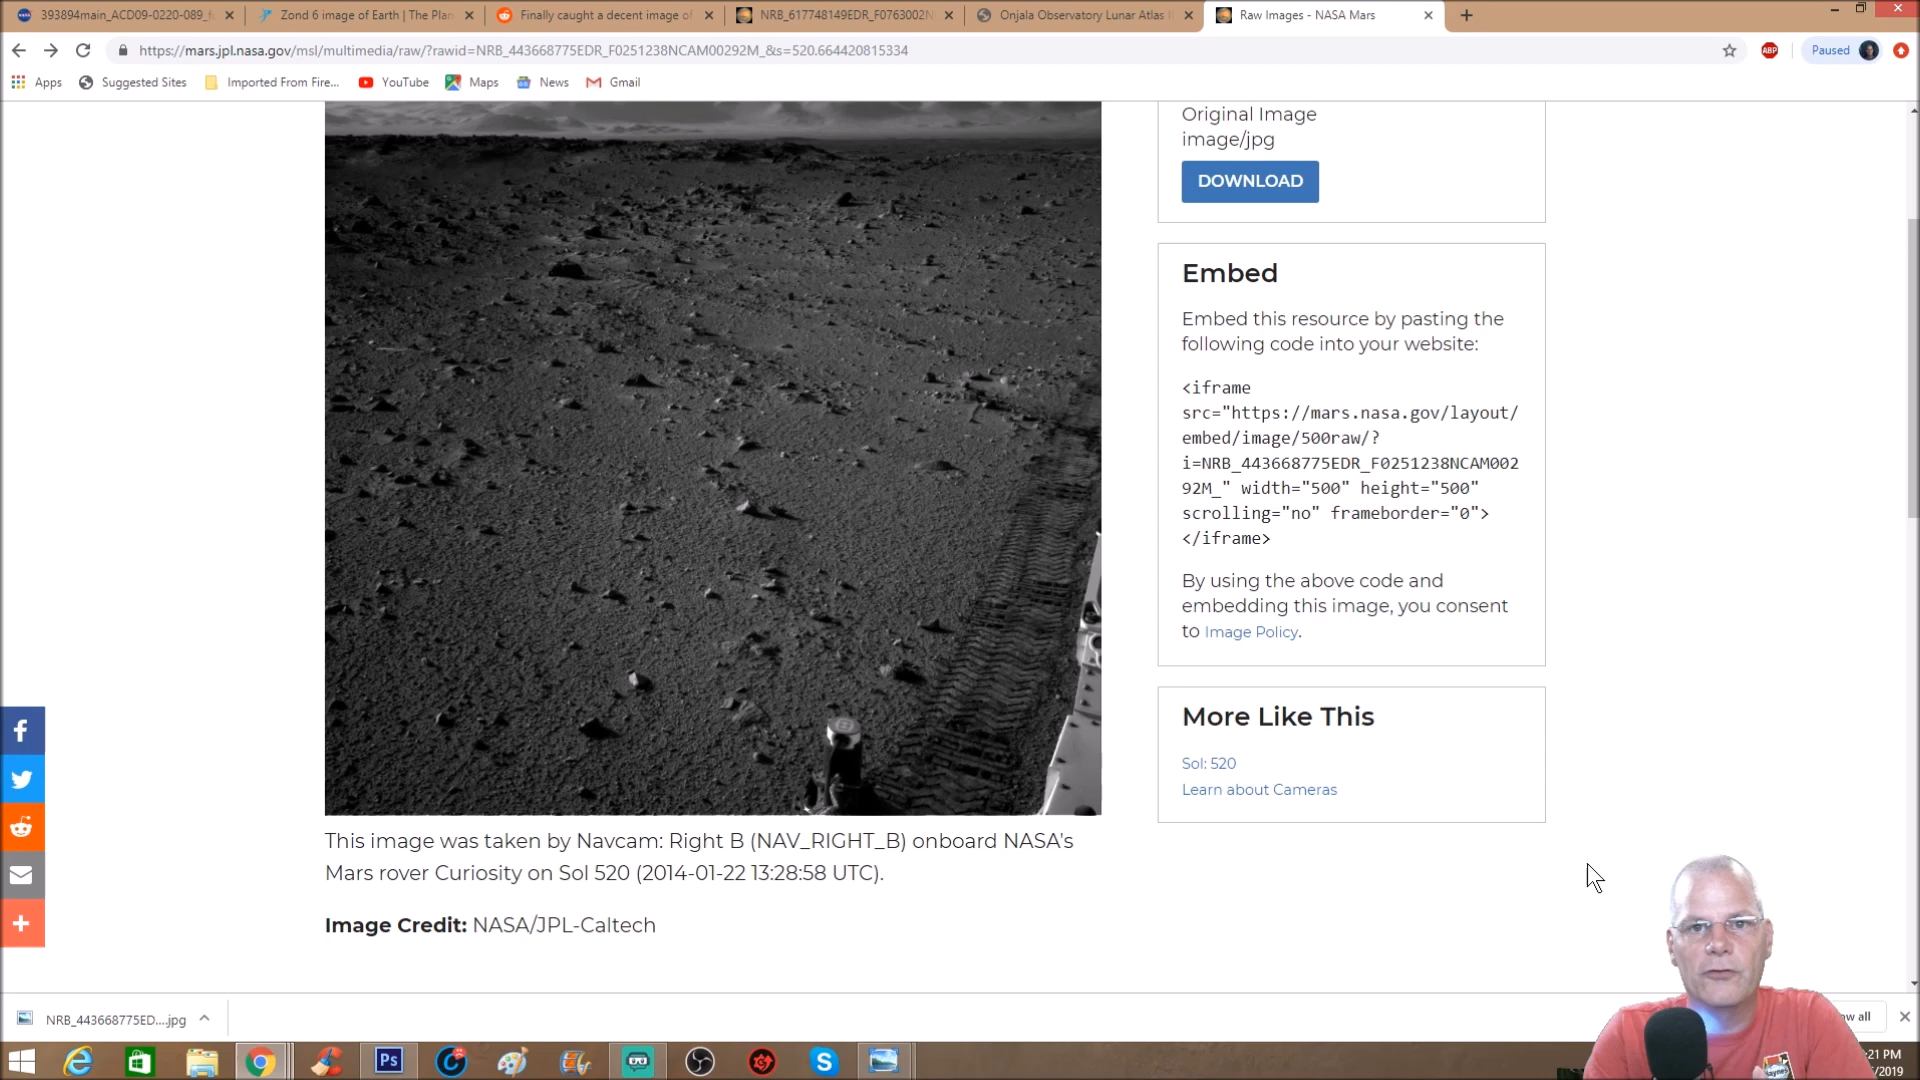 393894main_ACD09-0220-089_f
Zond 6 image of Earth | The Plan
Finally caught a decent image of
NRB_617748149EDR_F0763002N
Onjala Observatory Lunar Atlas
Raw Images - NASA Mars
https://mars.jpl.nasa.gov/msl/multimedia/raw/?rawid=NRB_443668775EDR_F0251238NCAM00292M_&s=520.664420815334
ABP
Paused
Apps
Suggested Sites
Imported From Fire...
YouTube
Maps
News
Gmail
Original Image
image/jpg
DOWNLOAD
Embed
Embed this resource by pasting the
following code into your website:
<iframe
src="https://mars.nasa.gov/layout/
embed/image/500raw/?
i=NRB_443668775EDR_F0251238NCAM002
92M_" width="500" height="500"
scrolling="no" frameborder="0">
</iframe>
By using the above code and
embedding this image, you consent
to Image Policy.
More Like This
Sol: 520
Learn about Cameras
This image was taken by Navcam: Right B (NAV_RIGHT_B) onboard NASA's
Mars rover Curiosity on Sol 520 (2014-01-22 13:28:58 UTC).
Image Credit: NASA/JPL-Caltech
NRB_443668775ED....jpg
all
Ps
:21 PM
/2019